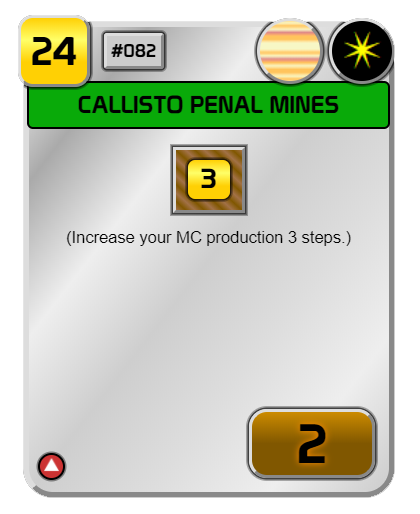 24
#082
CALLISTO PENAL MINES
3
(Increase your MC production 3 steps.)
2